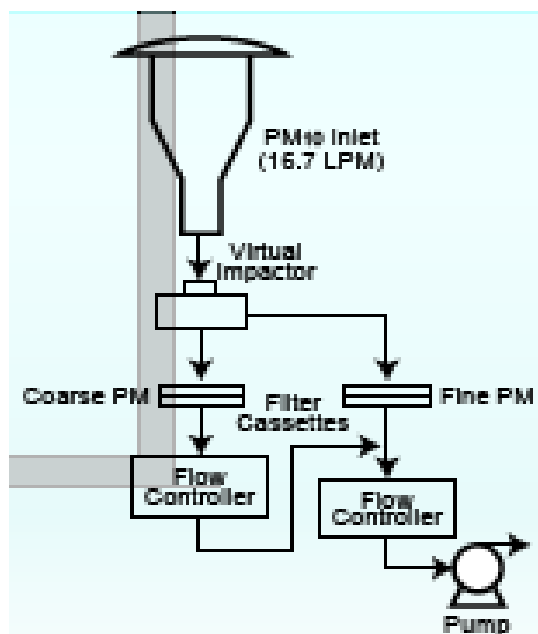 PM10 Inlet
(16.7 LPM)
Virtual
Impactor
Coarse PM
Filter
Cassettes
Fine PM
Flow
Controller
Flow
Controller
Pump